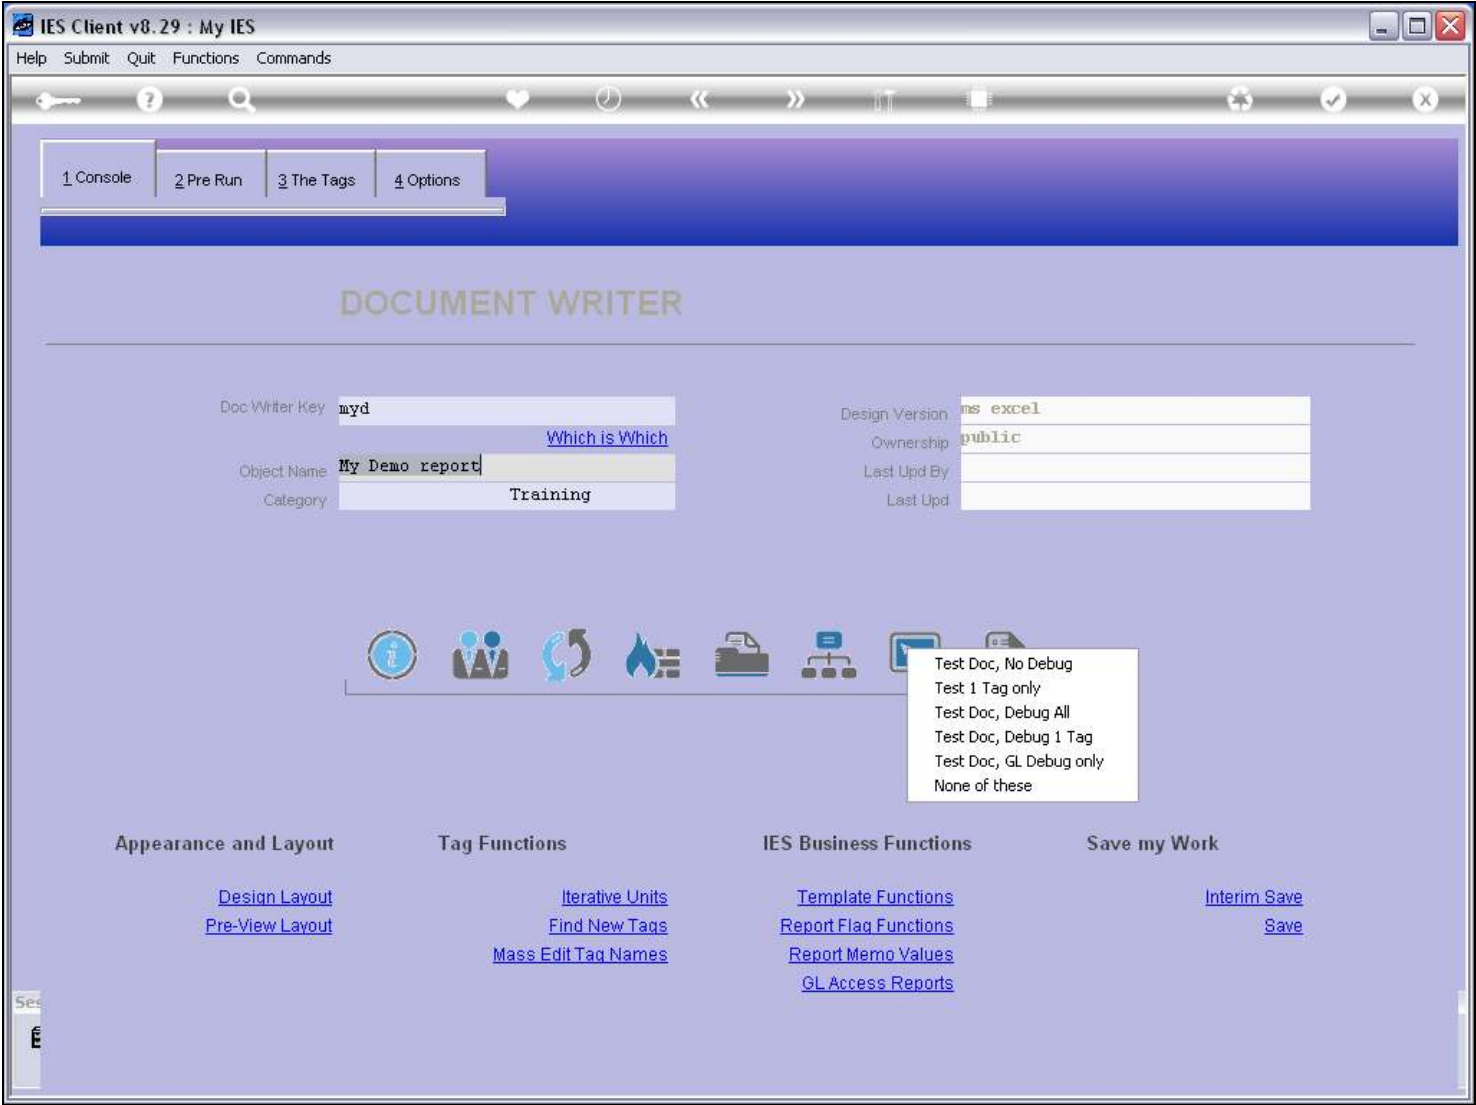 IES Client v8.29 : My IES
Help Submit Quit Functions Commands
1 Console 2 Pre Run 3 The Tags 4 Options
DOCUMENT WRITER
Doc Writer Key myd
Which is Which
Object Name My Demo report
Category Training
Design Version ms excel
Ownership public
Last Upd By
Last Upd
Test Doc, No Debug
Test 1 Tag only
Test Doc, Debug All
Test Doc, Debug 1 Tag
Test Doc, GL Debug only
None of these
Appearance and Layout
Design Layout
Pre-View Layout
Tag Functions
Iterative Units
Find New Tags
Mass Edit Tag Names
IES Business Functions
Template Functions
Report Flag Functions
Report Memo Values
GL Access Reports
Save my Work
Interim Save
Save